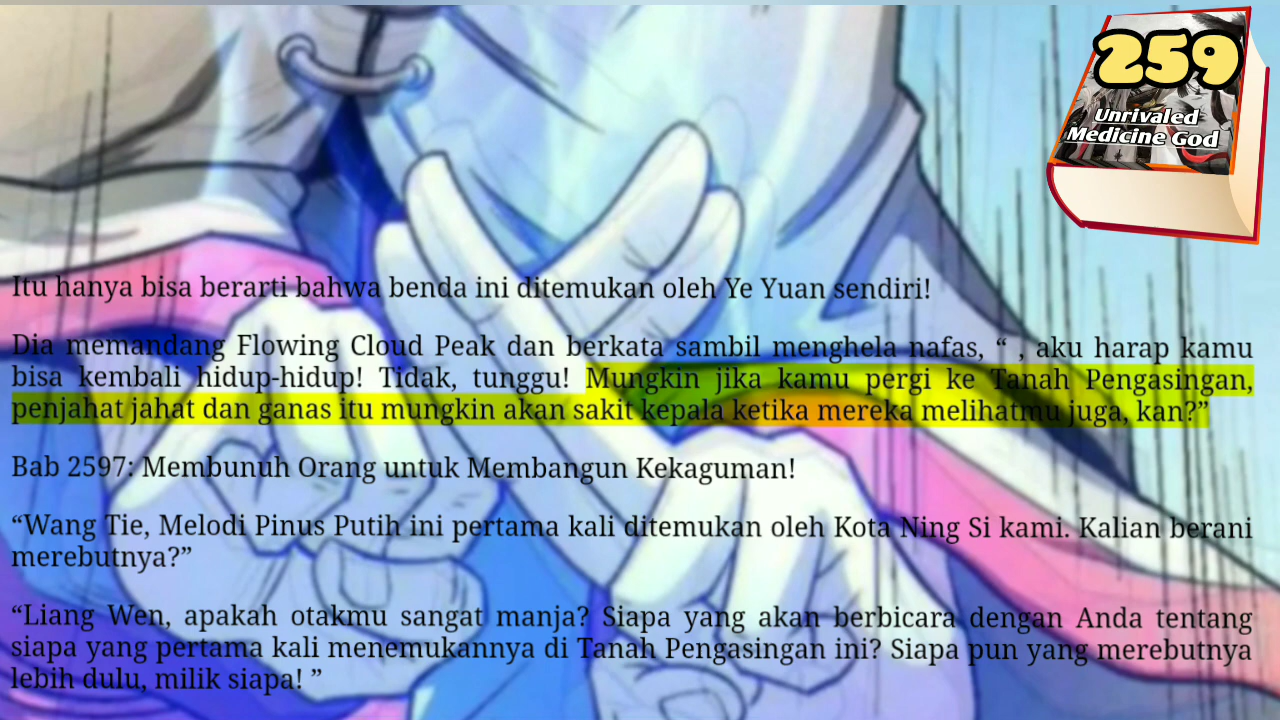 259
Unrivaled
Medicine God
Itu hanya bisa berarti bahwa benda ini ditemukan oleh Ye Yuan sendiri!
Dia memandang Flowing Cloud Peak dan berkata sambil menghela nafas, “ , aku harap kamu
bisa kembali hidup-hidup! Tidak, tunggu! Mungkin jika kamu pergi ke Tanah Pengasingan,
penjahat jahat dan ganas itu mungkin akan sakit kepala ketika mereka melihatmu juga, kan?”
Bab 2597: Membunuh Orang untuk Membangun Kekaguman!
“Wang Tie, Melodi Pinus Putih ini pertama kali ditemukan oleh Kota Ning Si kami. Kalian berani
merebutnya?”
“Liang Wen, apakah otakmu sangat manja? Siapa yang akan berbicara dengan Anda tentang
siapa yang pertama kali menemukannya di Tanah Pengasingan ini? Siapa pun yang merebutnya
lebih dulu, milik siapa! ”